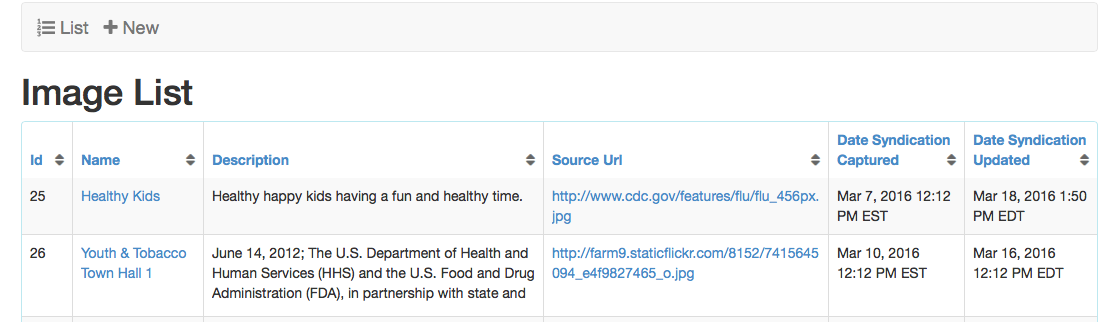 List New
Image List
Id Name Description Source Url Date Syndication Captured Date Syndication Updated
25 Healthy Kids Healthy happy kids having a fun and healthy time. http://www.cdc.gov/features/flu/flu_456px. Mar 7, 2016 12:12 Mar 18, 2016 1:50
jpg PM EST PM EDT
26 Youth & Tobacco June 14, 2012; The U.S. Department of Health and http://farm9.staticflickr.com/8152/7415645 Mar 10, 2016 Mar 16, 2016
Town Hall 1 Human Services (HHS) and the U.S. Food and Drug 094_e4f9827465_o.jpg 12:12 PM EST 12:12 PM EDT
Administration (FDA), in partnership with state and